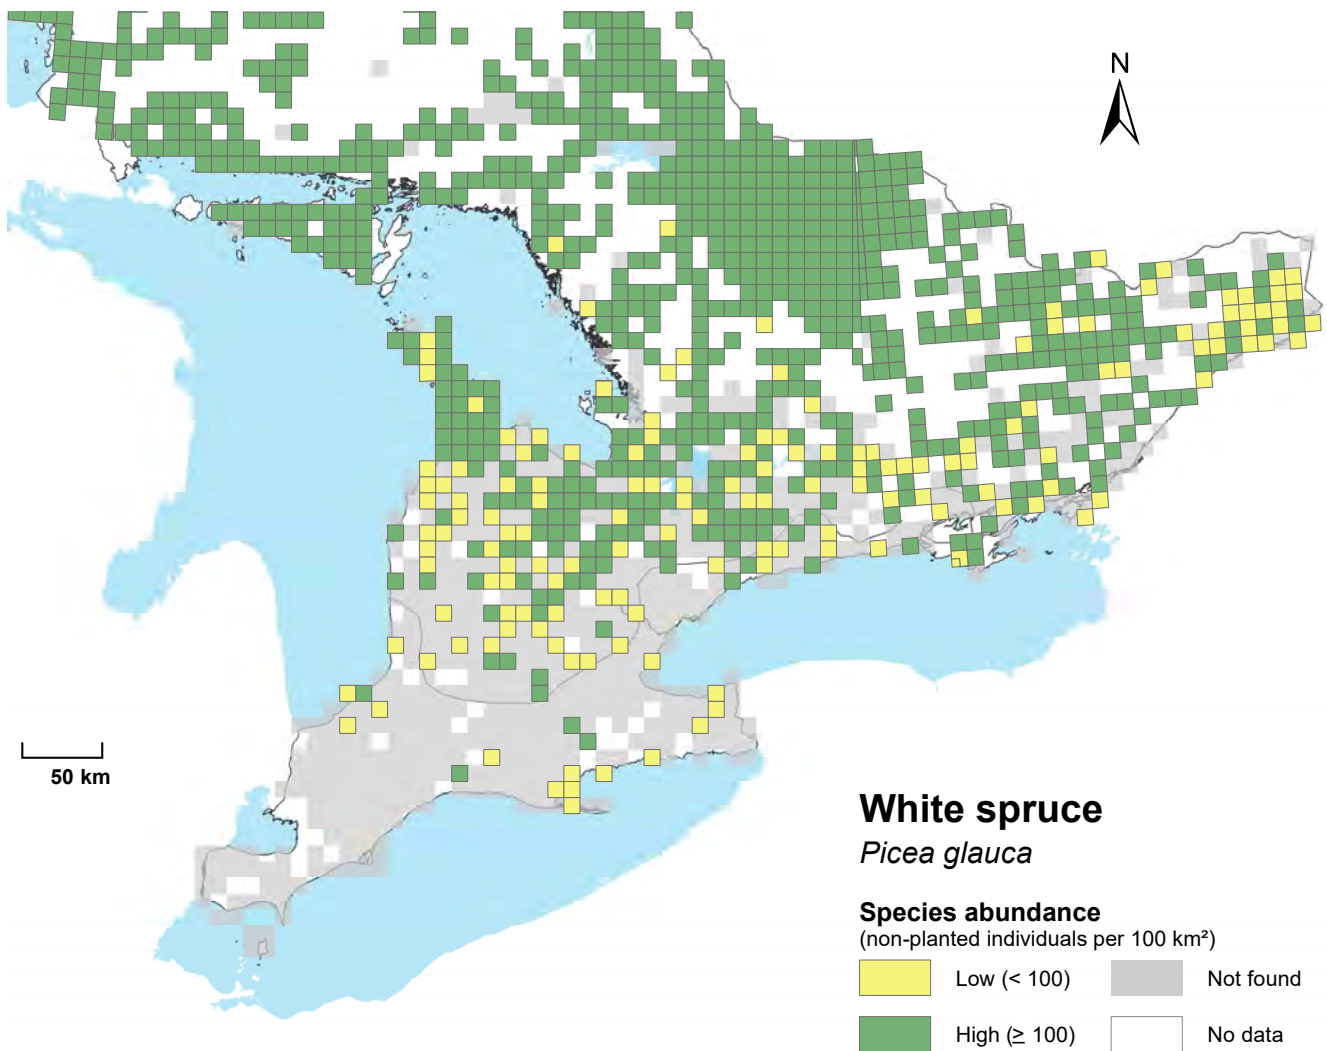 N
50 km
White spruce
Picea glauca
Species abundance
(non-planted individuals per 100 km²)
Low (< 100)
Not found
High (≥ 100)
No data